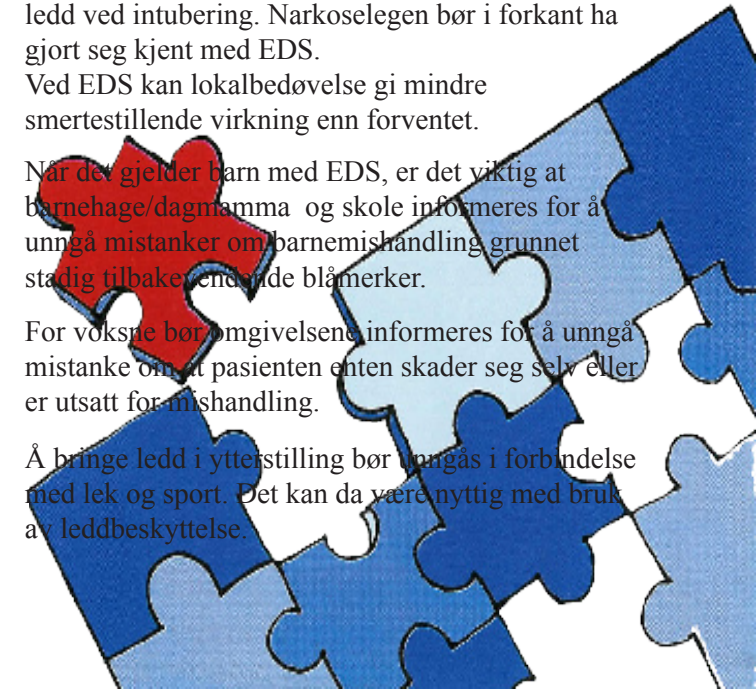 ledd ved intubering. Narkoselegen bør i forkant ha
gjort seg kjent med EDS.
Ved EDS kan lokalbedøvelse gi mindre
smertestillende virkning enn forventet.
Når det gjelder barn med EDS, er det viktig at
barnehage/dagmamma og skole informeres for å
unngå mistanker om barnemishandling grunnet
stadig tilbakevendende blåmerker.
For voksne bør omgivelsene informeres for å unngå
mistanke om at pasienten enten skader seg selv eller
er utsatt for mishandling.
Å bringe ledd i ytterstilling bør unngås i forbindelse
med lek og sport. Det kan da være nyttig med bruk
av leddbeskyttelse.